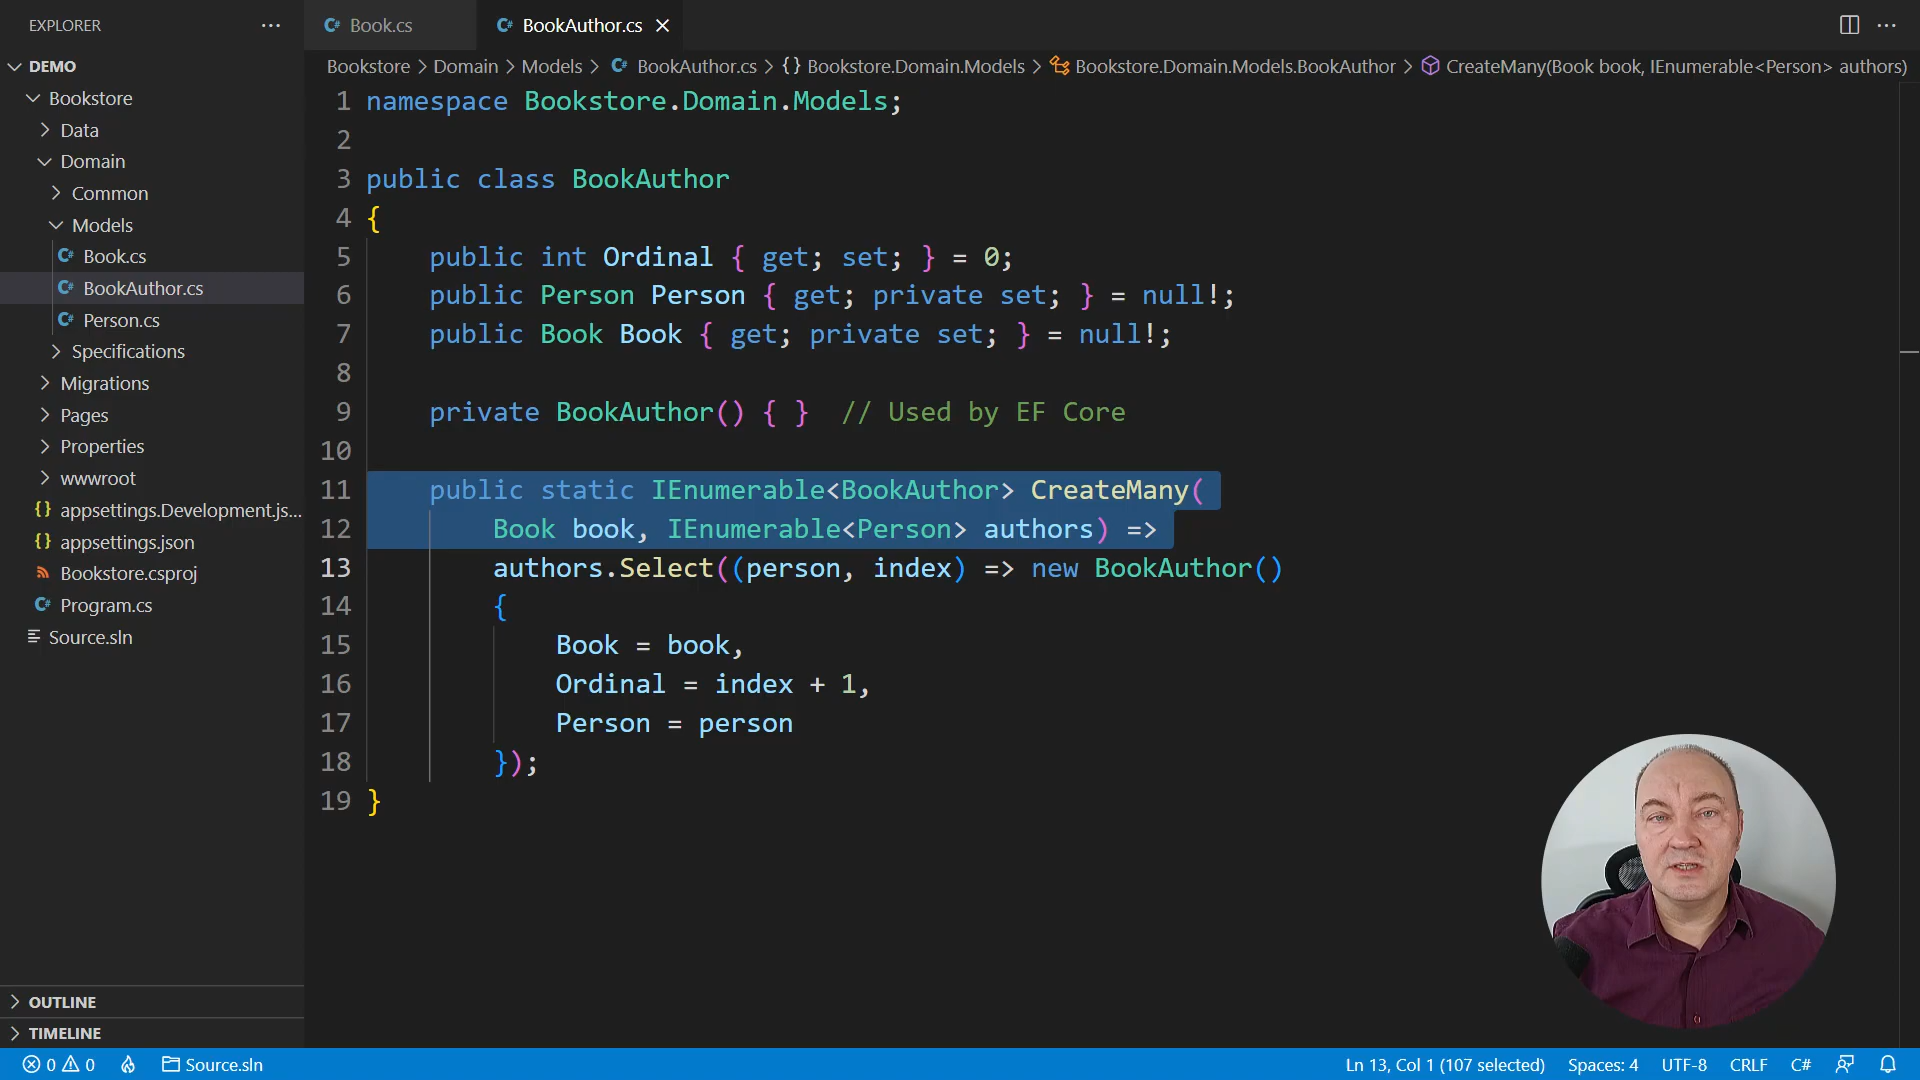 EXPLORER
Book.cs
BookAuthor.cs
DEMO
Bookstore > Domain > Models > BookAuthor.cs > {} Bookstore.Domain.Models > Bookstore.Domain.Models.BookAuthor > CreateMany(Book book, IEnumerable<Person> authors)
Bookstore
Data
Domain
Common
Models
Book.cs
BookAuthor.cs
Person.cs
Specifications
Migrations
Pages
Properties
wwwroot
{} appsettings.Development.js...
{} appsettings.json
Bookstore.csproj
Program.cs
Source.sln
OUTLINE
TIMELINE
1 namespace Bookstore.Domain.Models;
2
3 public class BookAuthor
4 {
5     public int Ordinal { get; set; } = 0;
6     public Person Person { get; private set; } = null!;
7     public Book Book { get; private set; } = null!;
8
9     private BookAuthor() { }  // Used by EF Core
10
11     public static IEnumerable<BookAuthor> CreateMany(
12         Book book, IEnumerable<Person> authors) =>
13         authors.Select((person, index) => new BookAuthor()
14         {
15             Book = book,
16             Ordinal = index + 1,
17             Person = person
18         });
19 }
0 0 Source.sln
Ln 13, Col 1 (107 selected) Spaces: 4 UTF-8 CRLF C#